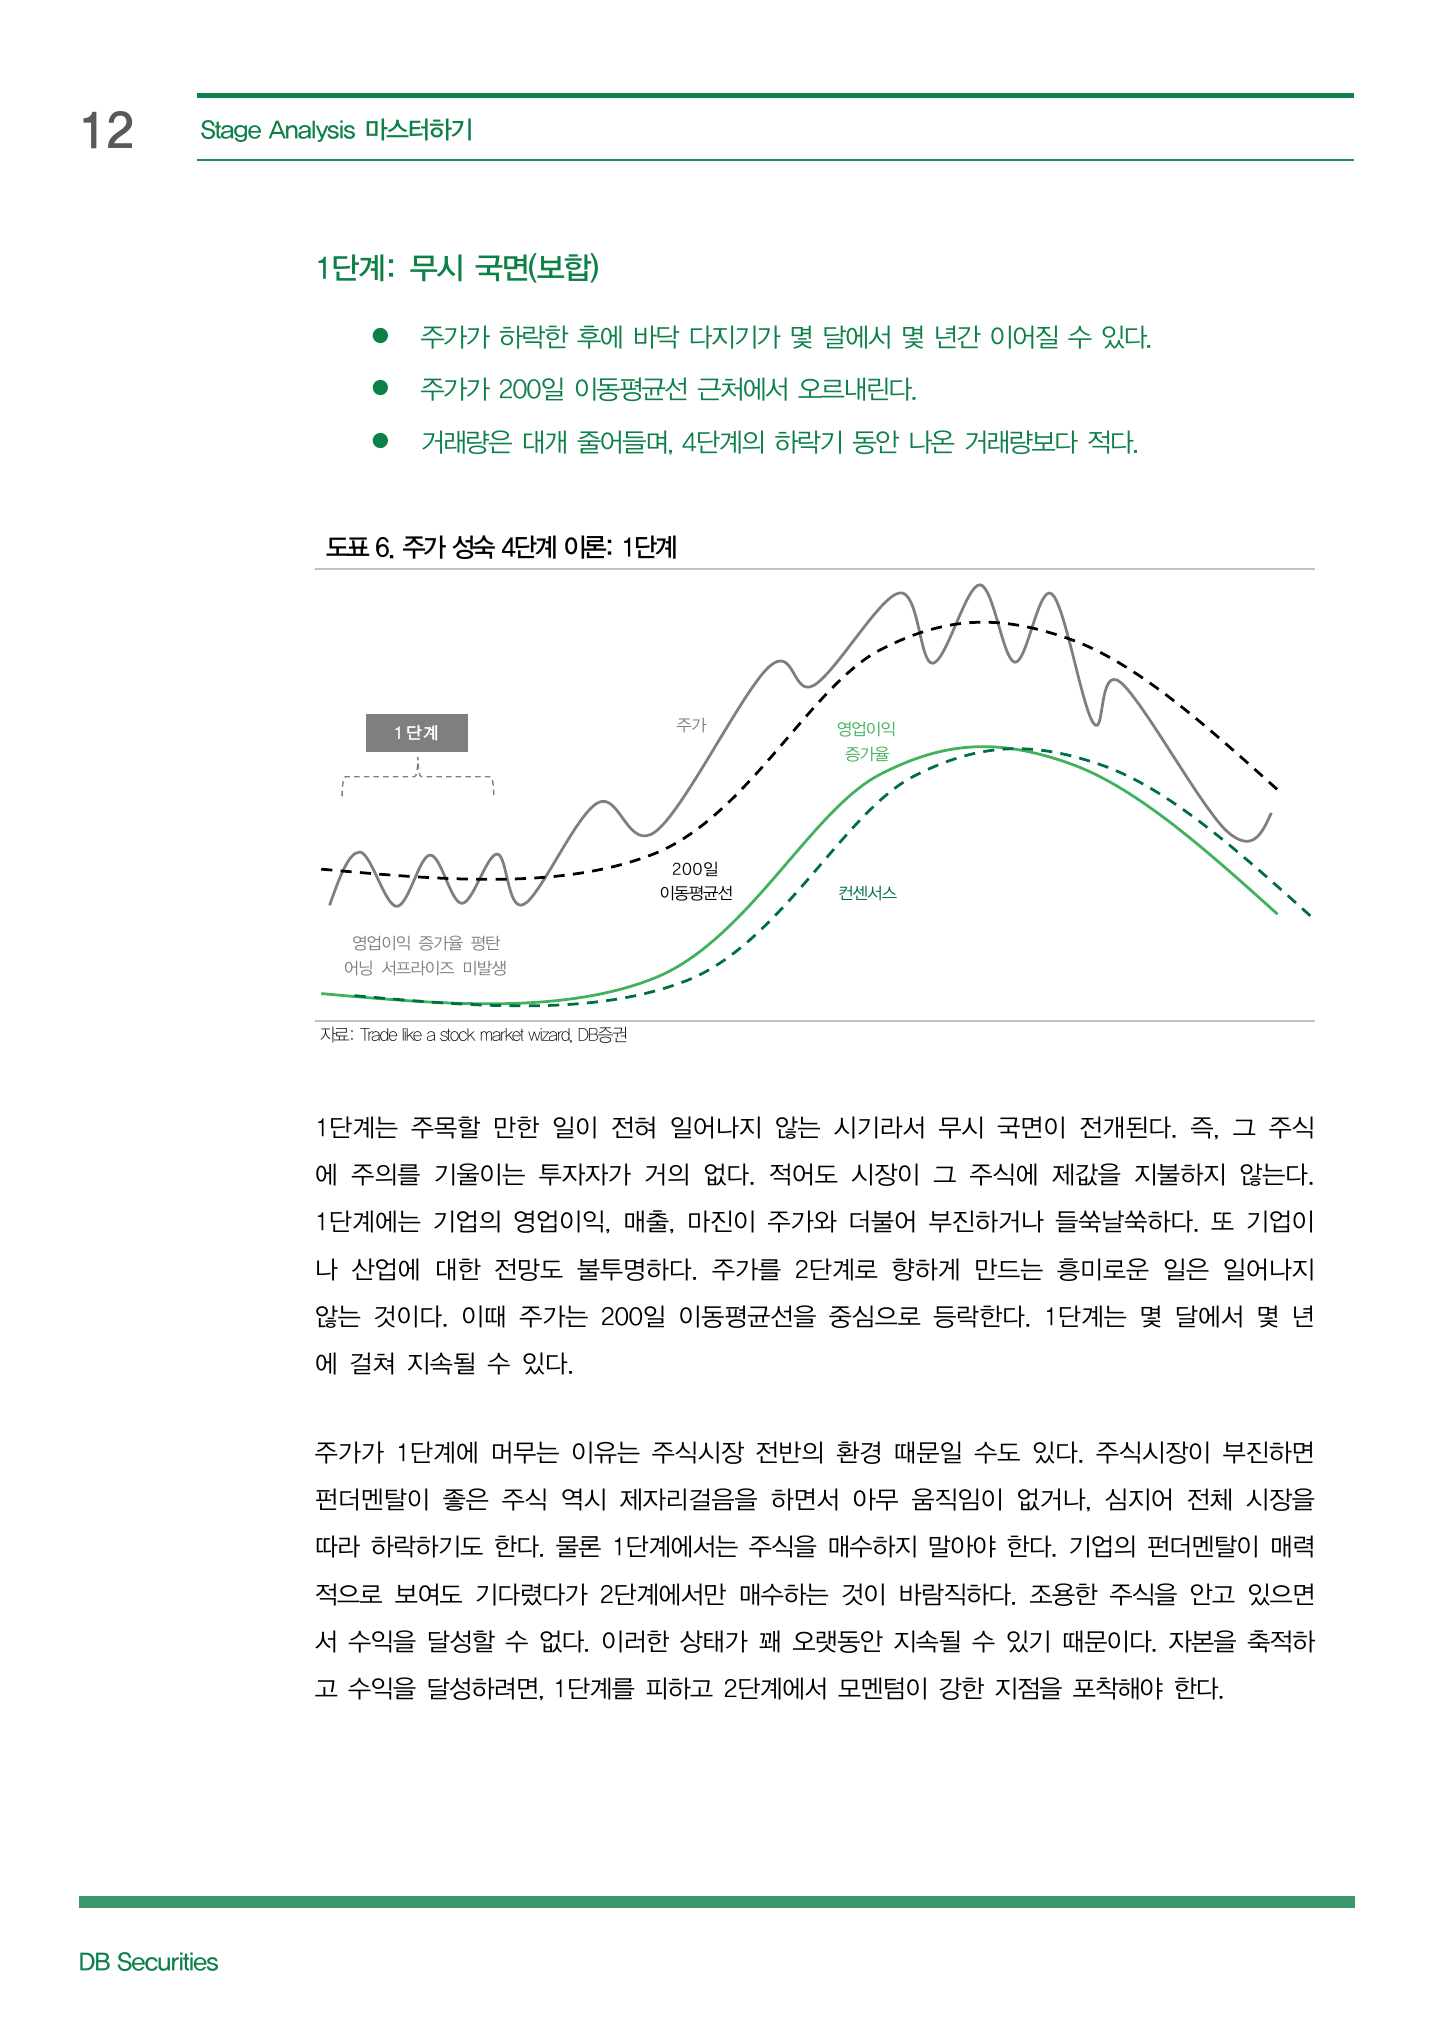 12
Stage Analysis 마스터하기
1단계: 무시 국면(보합)
● 주가가 하락한 후에 바닥 다지기가 몇 달에서 몇 년간 이어질 수 있다.
● 주가가 200일 이동평균선 근처에서 오르내린다.
● 거래량은 대개 줄어들며, 4단계의 하락기 동안 나온 거래량보다 적다.
도표 6. 주가 성숙 4단계 이론: 1단계
1단계
주가
영업이익
증가율
200일
이동평균선
컨센서스
영업이익 증가율 평탄
어닝 서프라이즈 미발생
자료: Trade like a stock market wizard, DB증권
1단계는 주목할 만한 일이 전혀 일어나지 않는 시기라서 무시 국면이 전개된다. 즉, 그 주식
에 주의를 기울이는 투자자가 거의 없다. 적어도 시장이 그 주식에 제값을 지불하지 않는다.
1단계에는 기업의 영업이익, 매출, 마진이 주가와 더불어 부진하거나 들쑥날쑥하다. 또 기업이
나 산업에 대한 전망도 불투명하다. 주가를 2단계로 향하게 만드는 흥미로운 일은 일어나지
않는 것이다. 이때 주가는 200일 이동평균선을 중심으로 등락한다. 1단계는 몇 달에서 몇 년
에 걸쳐 지속될 수 있다.
주가가 1단계에 머무는 이유는 주식시장 전반의 환경 때문일 수도 있다. 주식시장이 부진하면
펀더멘탈이 좋은 주식 역시 제자리걸음을 하면서 아무 움직임이 없거나, 심지어 전체 시장을
따라 하락하기도 한다. 물론 1단계에서는 주식을 매수하지 말아야 한다. 기업의 펀더멘탈이 매력
적으로 보여도 기다렸다가 2단계에서만 매수하는 것이 바람직하다. 조용한 주식을 안고 있으면
서 수익을 달성할 수 없다. 이러한 상태가 꽤 오랫동안 지속될 수 있기 때문이다. 자본을 축적하
고 수익을 달성하려면, 1단계를 피하고 2단계에서 모멘텀이 강한 지점을 포착해야 한다.
DB Securities